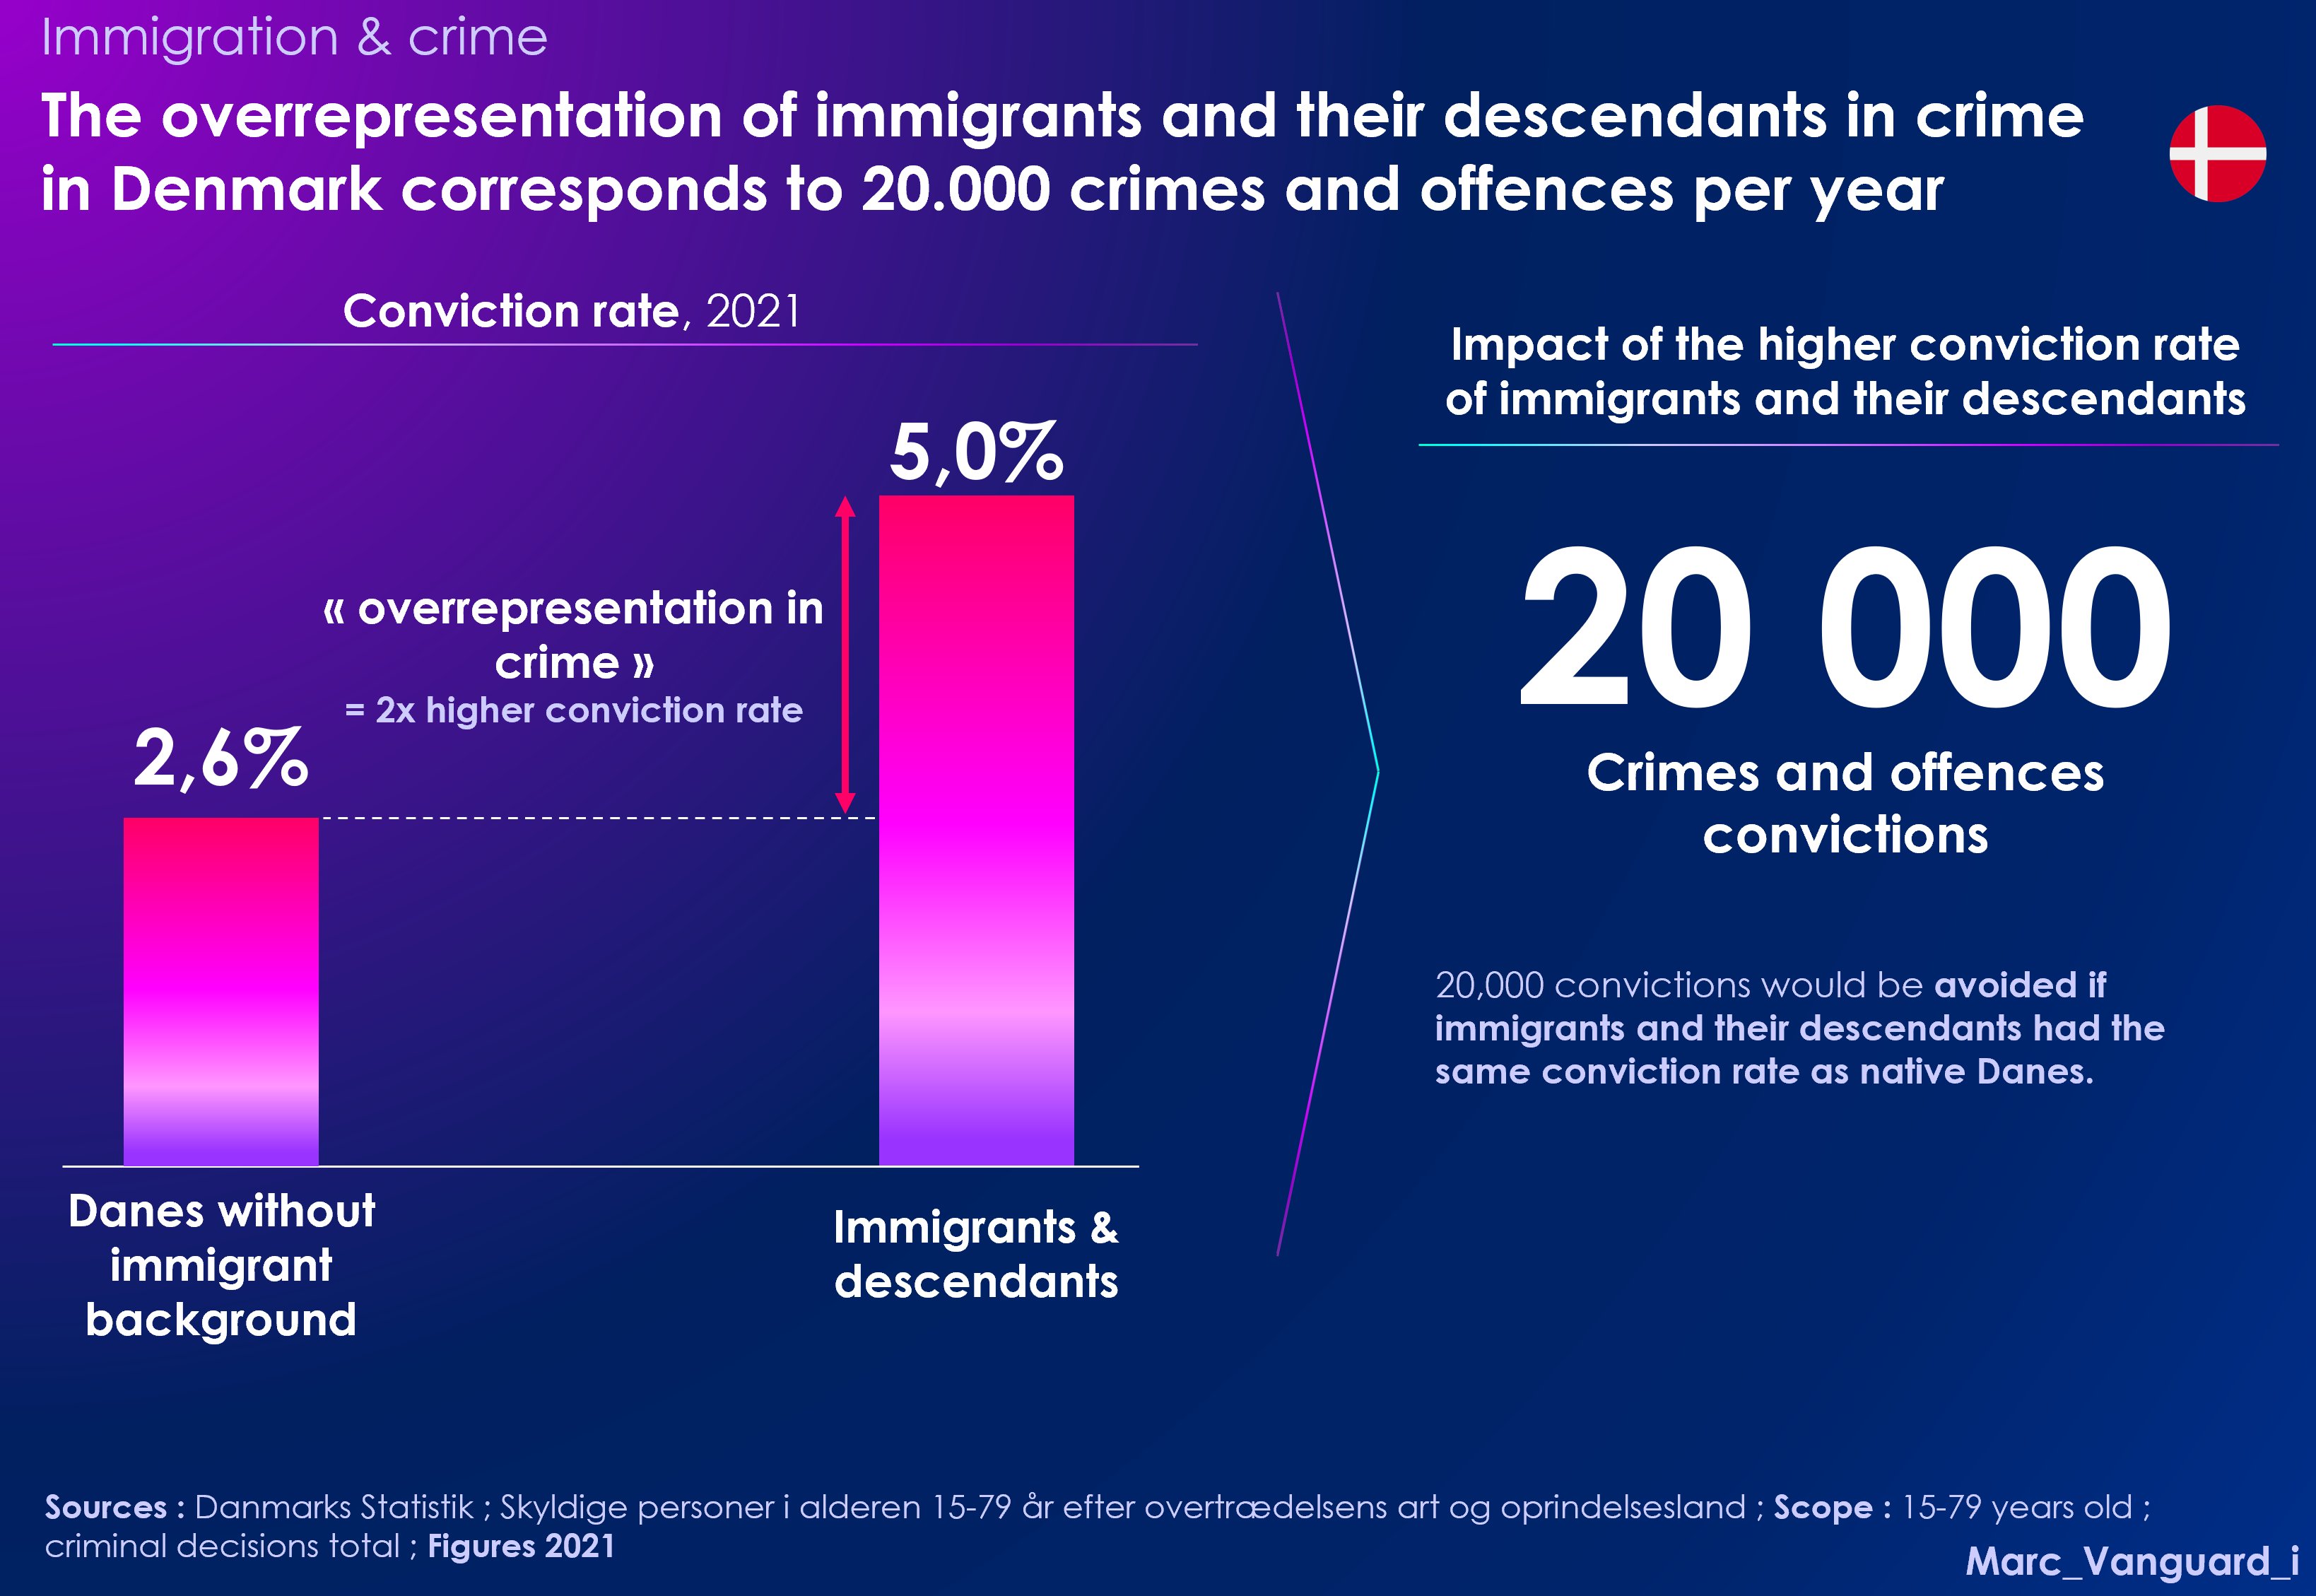 Immigration & crime
The overrepresentation of immigrants and their descendants in crime
in Denmark corresponds to 20.000 crimes and offences per year
Conviction rate, 2021
5,0%
« overrepresentation in
crime »
= 2x higher conviction rate
2,6%
Danes without
immigrant
background
Immigrants &
descendants
Impact of the higher conviction rate
of immigrants and their descendants
20 000
Crimes and offences
convictions
20,000 convictions would be avoided if
immigrants and their descendants had the
same conviction rate as native Danes.
Sources : Danmarks Statistik ; Skyldige personer i alderen 15-79 år efter overtrædelsens art og oprindelsesland ; Scope : 15-79 years old ;
criminal decisions total ; Figures 2021
Marc_Vanguard_i